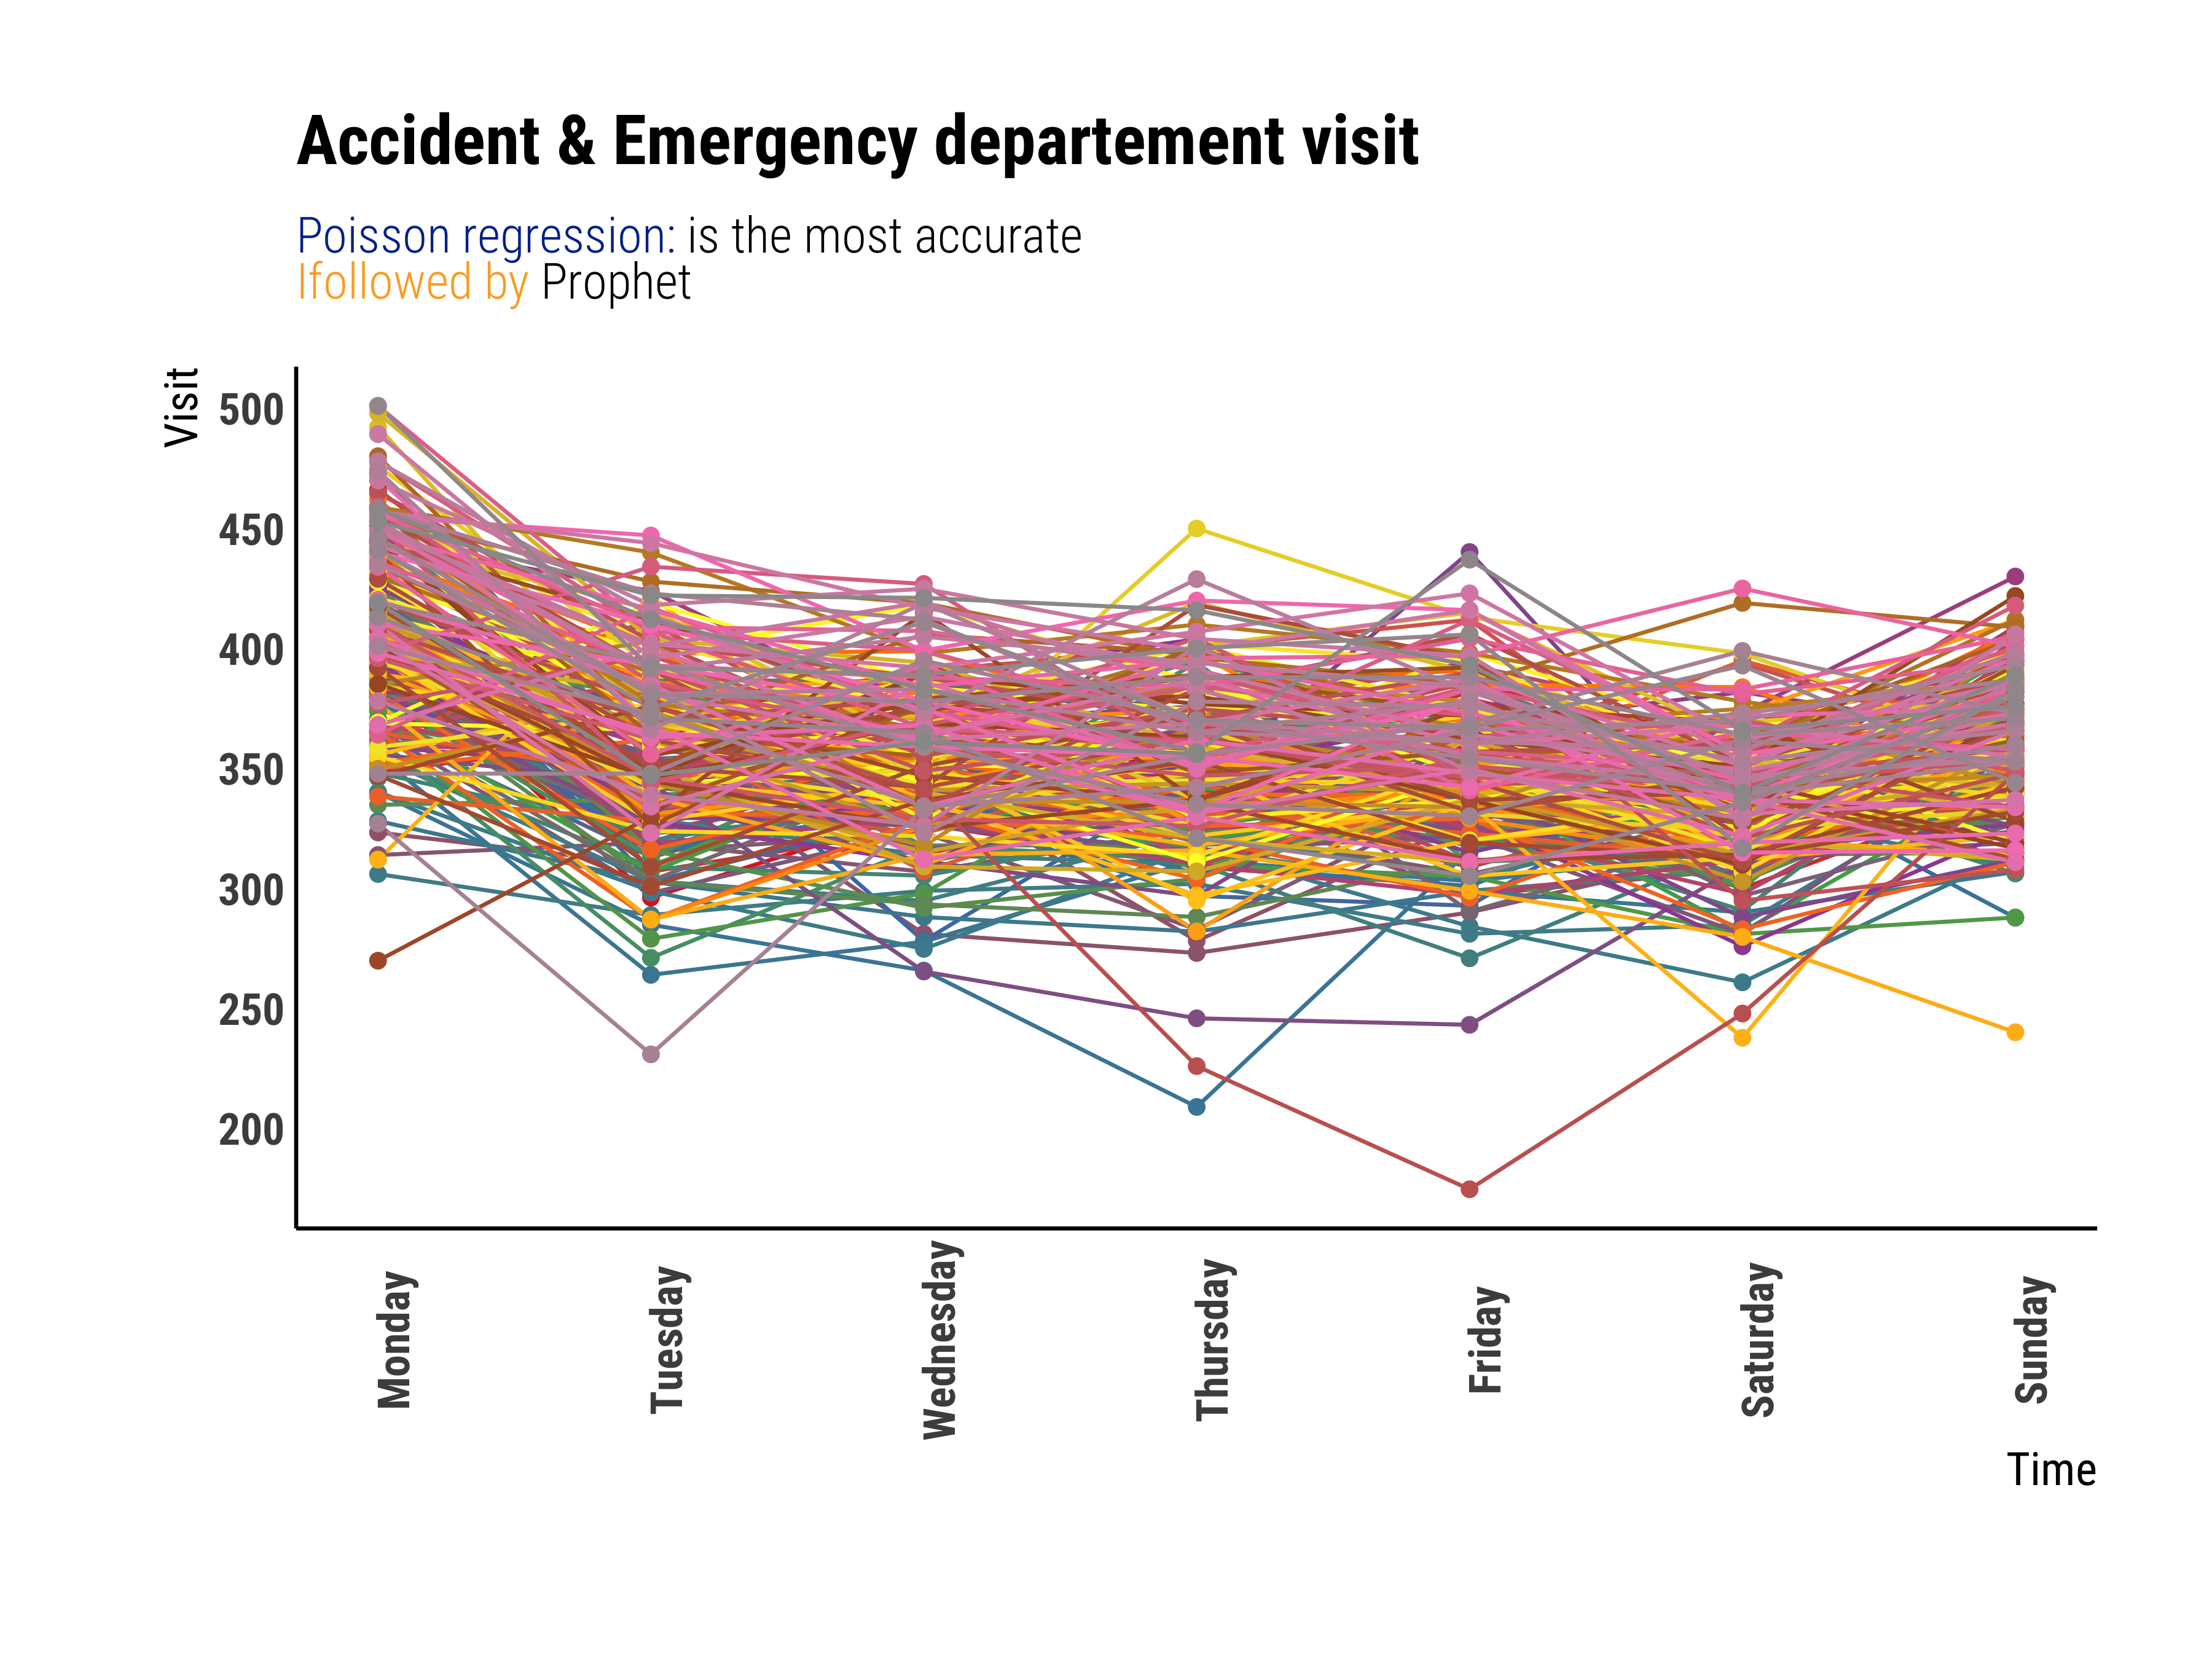 Accident & Emergency departement visit
Poisson regression: is the most accurate
Ifollowed by Prophet
Visit
500
450
400
350
300
250
200
Monday
Tuesday
Wednesday
Thursday
Friday
Saturday
Sunday
Time